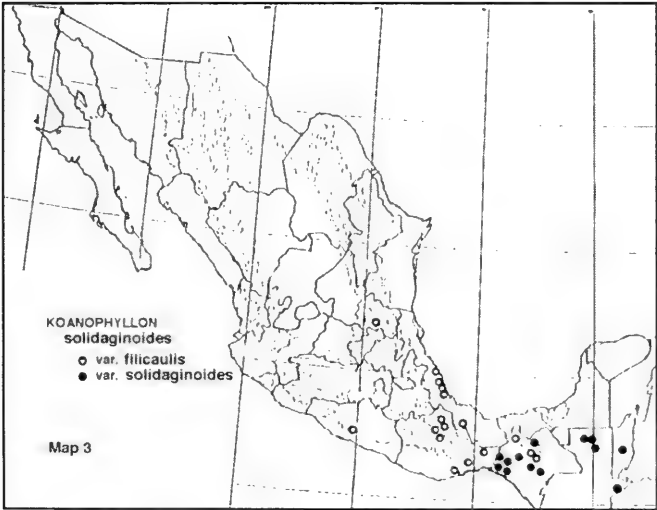 KOANOPHYLLON
solidaginoides
○ var. filicaulis
● var. solidaginoides
Map 3